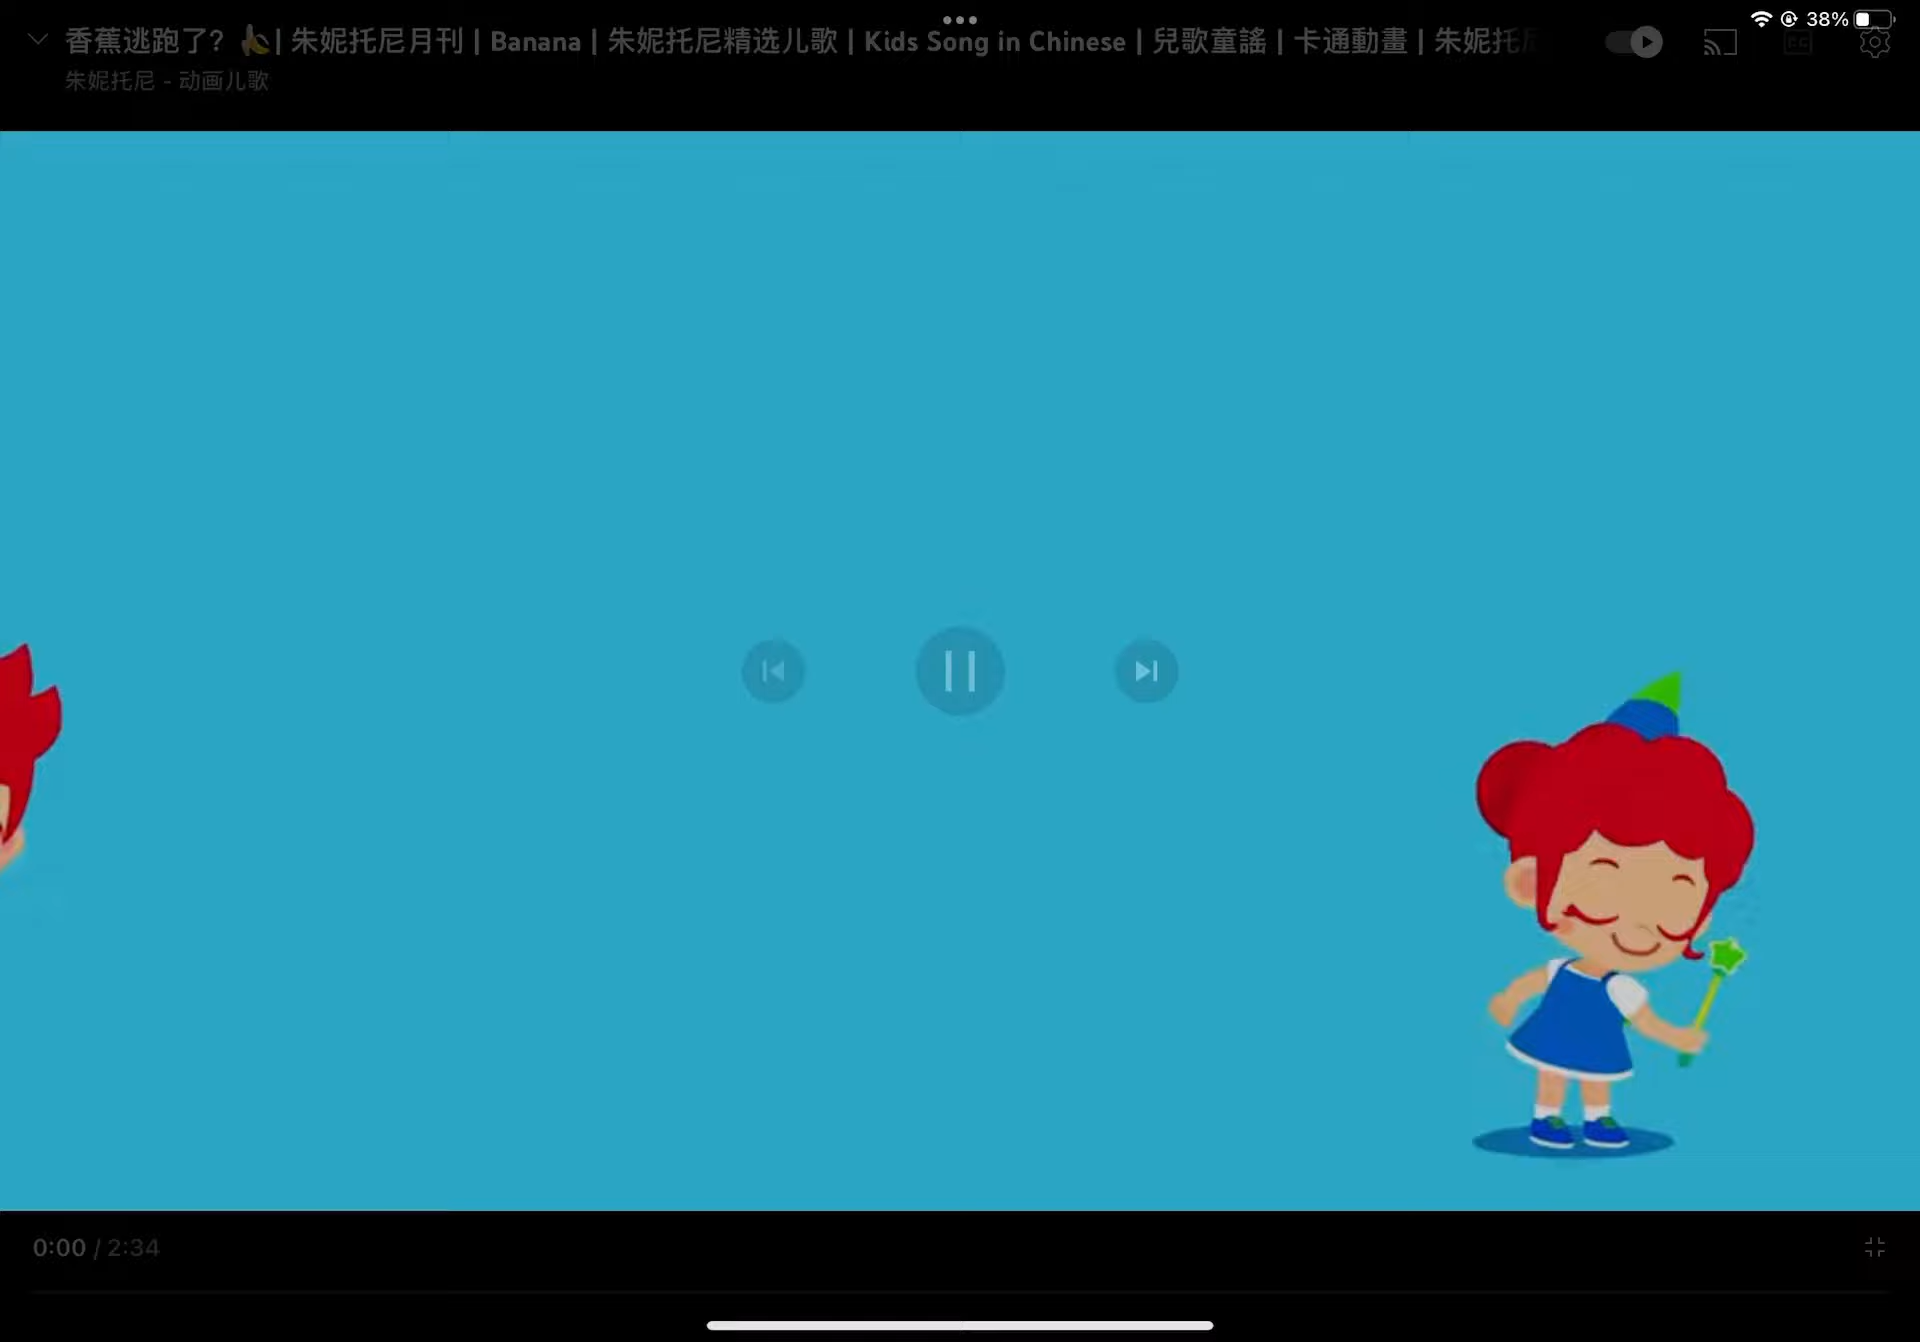 香蕉逃跑了? 🍌| 朱妮托尼月刊 | Banana | 朱妮托尼精选儿歌 | Kids Song in Chinese | 兒歌童謠 | 卡通動畫 | 朱妮托
38%
朱妮托尼 - 动画儿歌
CC
0:00 / 2:34